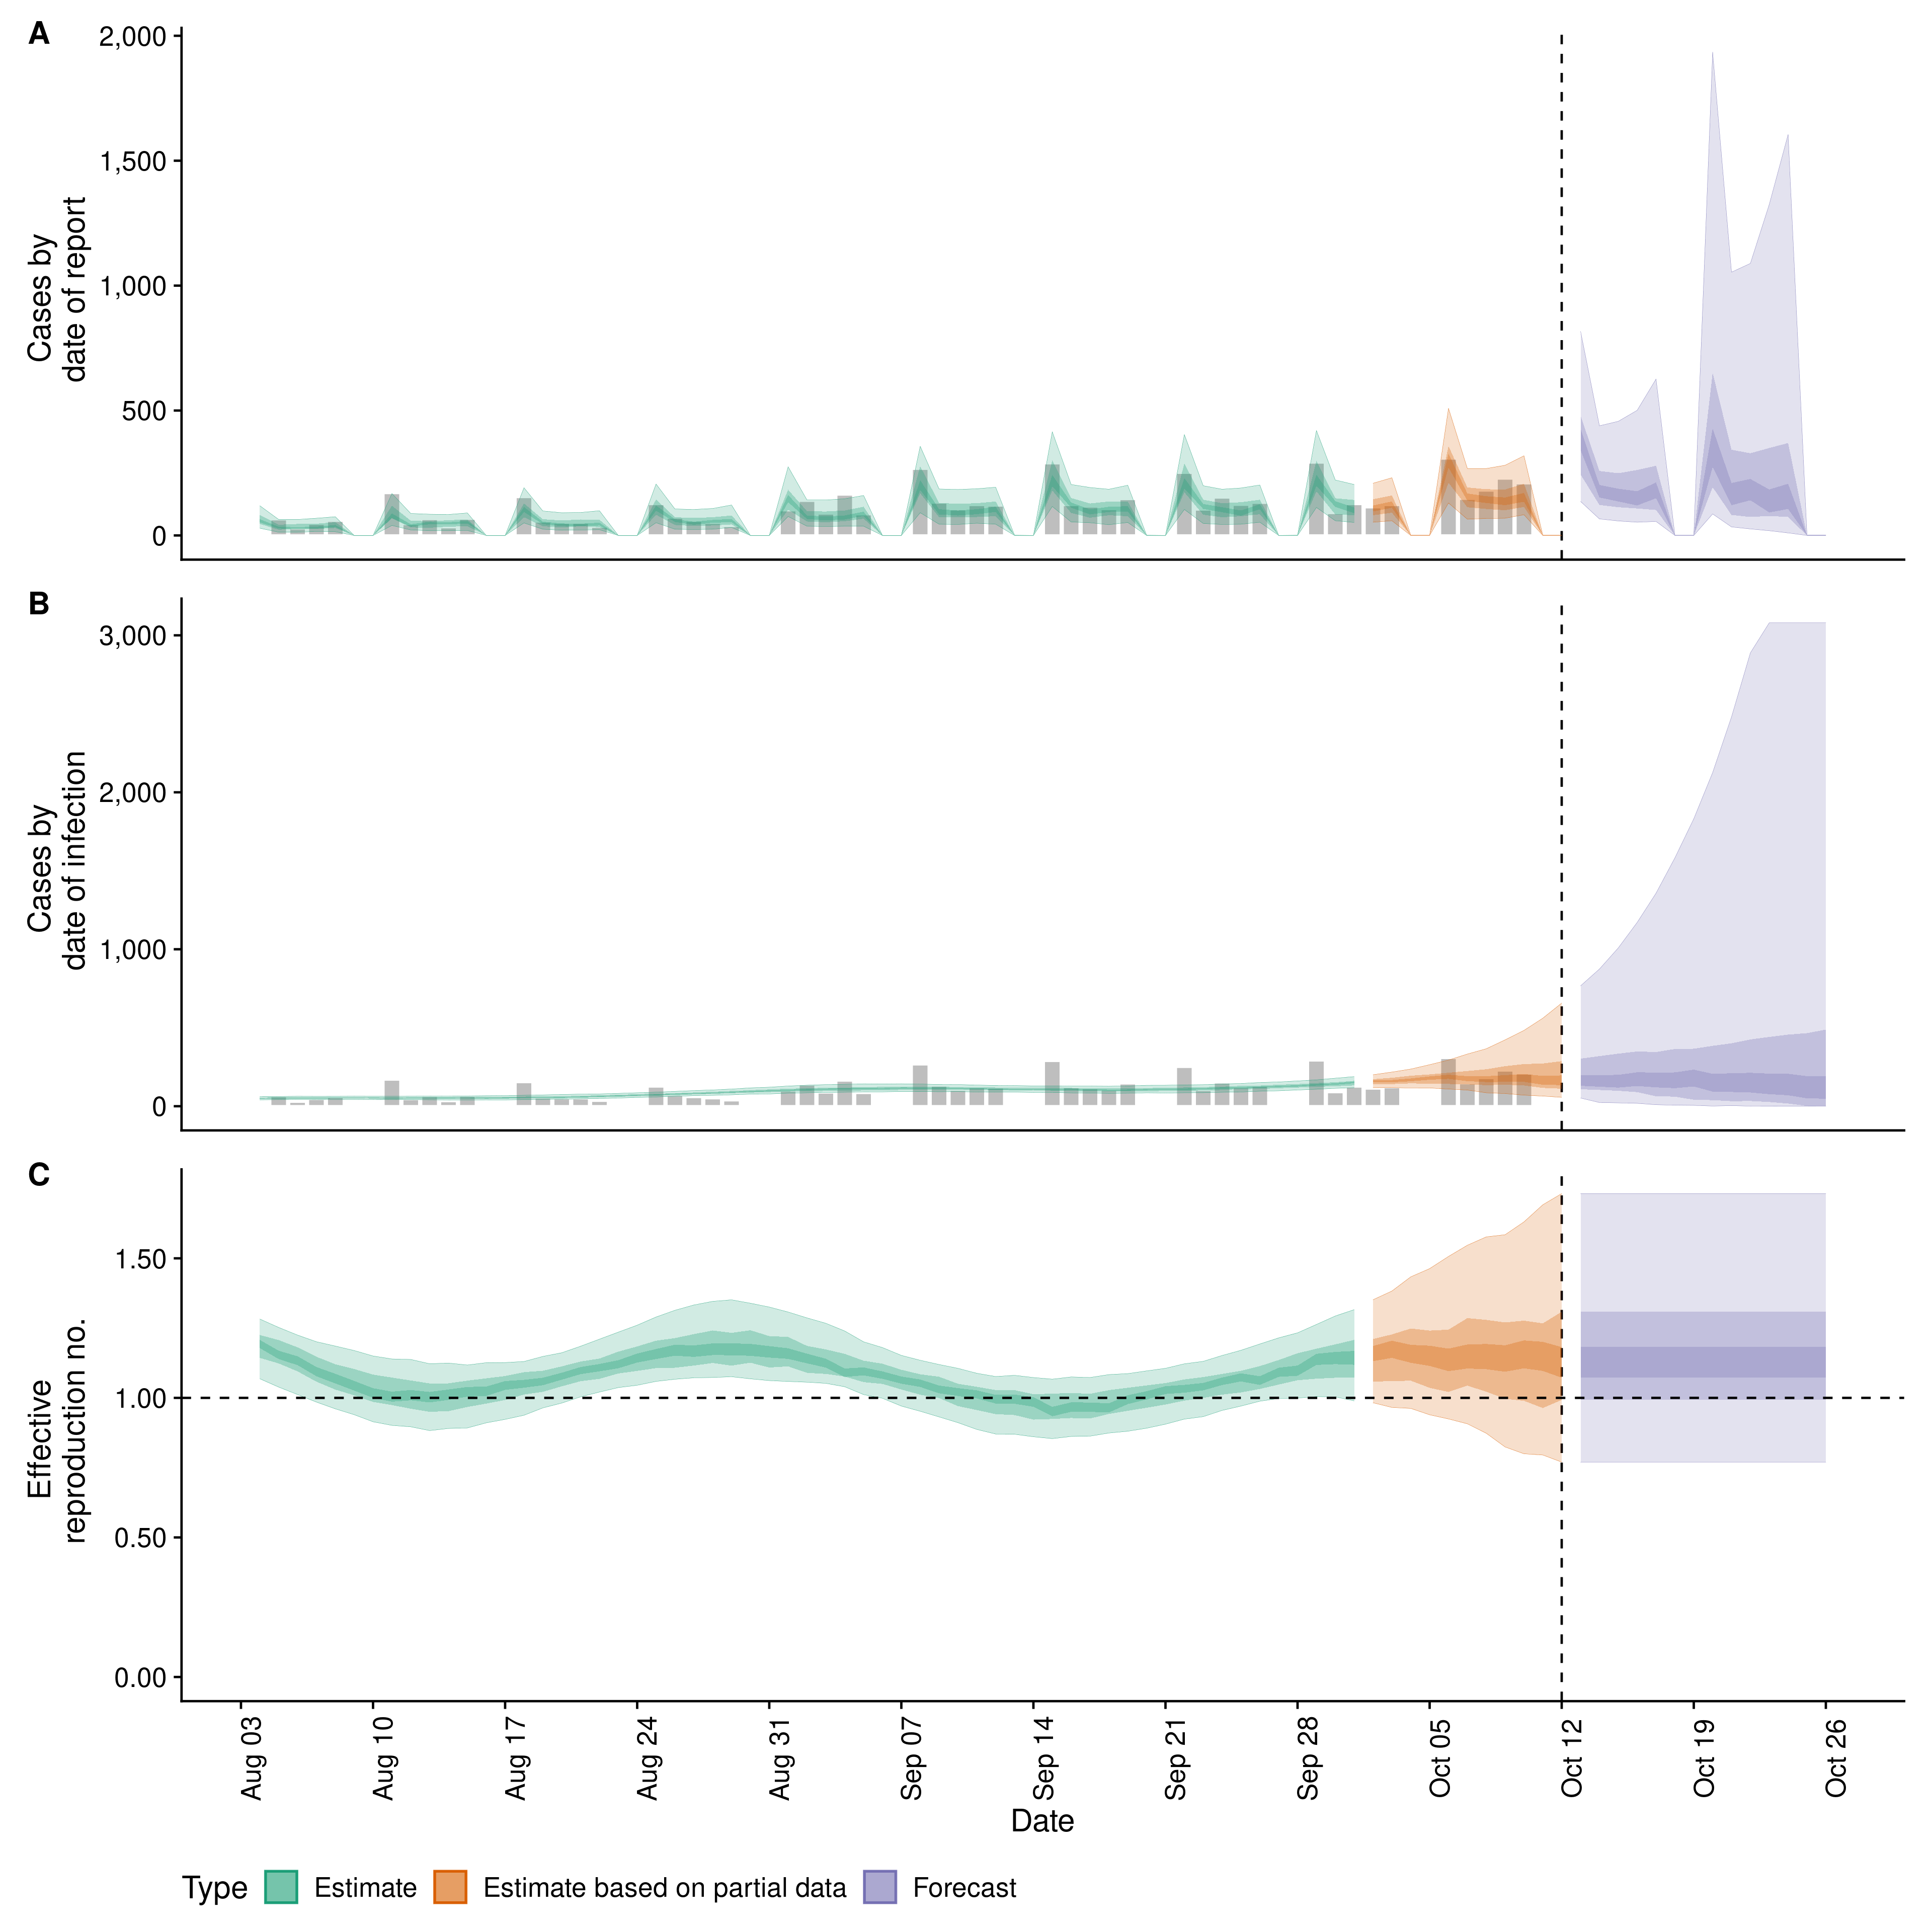 A
2,000
1,500
1,000
500
0
Cases by
date of report
B
3,000
2,000
1,000
0
Cases by
date of infection
C
1.50
1.00
0.50
0.00
Effective
reproduction no.
Aug 03
Aug 10
Aug 17
Aug 24
Aug 31
Sep 07
Sep 14
Sep 21
Sep 28
Oct 05
Oct 12
Oct 19
Oct 26
Date
Type Estimate Estimate based on partial data Forecast